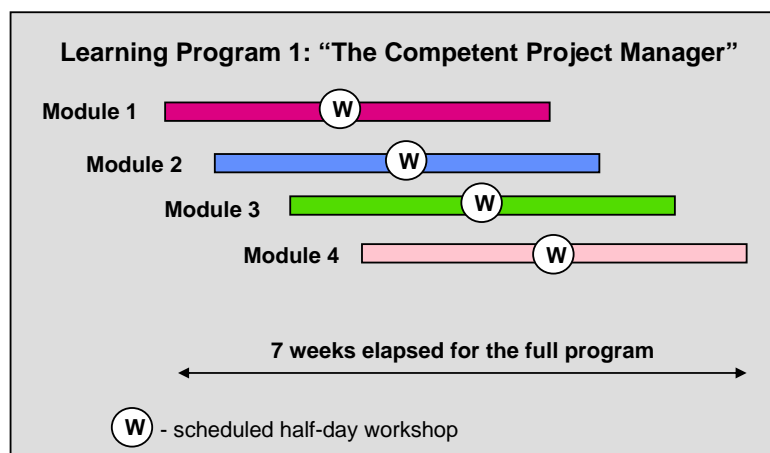 Learning Program 1: “The Competent Project Manager”
Module 1
W
Module 2
W
Module 3
W
Module 4
W
7 weeks elapsed for the full program
W - scheduled half-day workshop